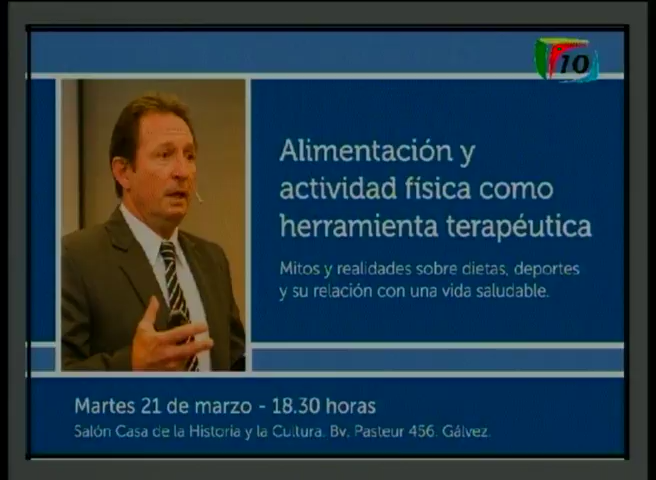 10
Alimentación y
actividad física como
herramienta terapéutica
Mitos y realidades sobre dietas, deportes
y su relación con una vida saludable.
Martes 21 de marzo - 18.30 horas
Salón Casa de la Historia y la Cultura. Bv. Pasteur 456. Gálvez.